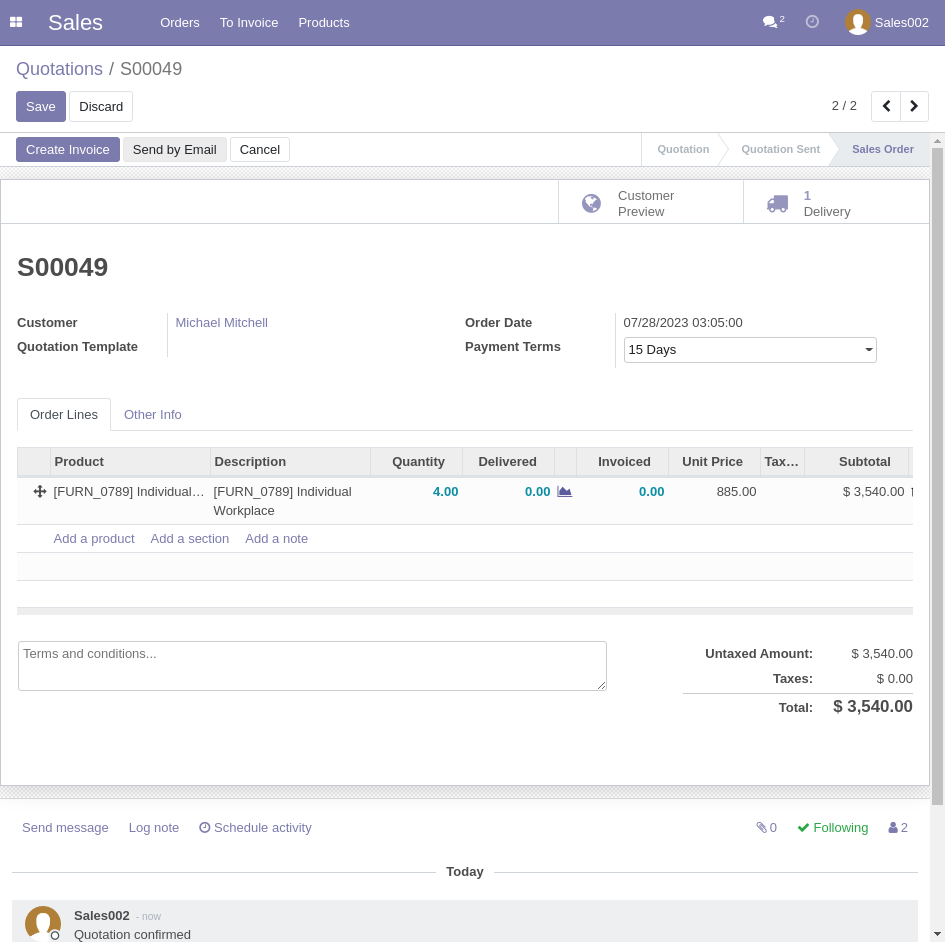 Sales
Orders
To Invoice
Products
2
Sales002
Quotations / S00049
Save
Discard
2 / 2
Create Invoice
Send by Email
Cancel
Quotation
Quotation Sent
Sales Order
Customer
Preview
1
Delivery
S00049
Customer
Michael Mitchell
Quotation Template
Order Date
07/28/2023 03:05:00
Payment Terms
15 Days
Order Lines
Other Info
Product Description Quantity Delivered Invoiced Unit Price Tax… Subtotal
[FURN_0789] Individual… [FURN_0789] Individual 4.00 0.00 0.00 885.00 $ 3,540.00
Workplace
Add a product Add a section Add a note
Terms and conditions...
Untaxed Amount: $ 3,540.00
Taxes: $ 0.00
Total: $ 3,540.00
Send message
Log note
Schedule activity
0
Following
2
Today
Sales002 - now
Quotation confirmed